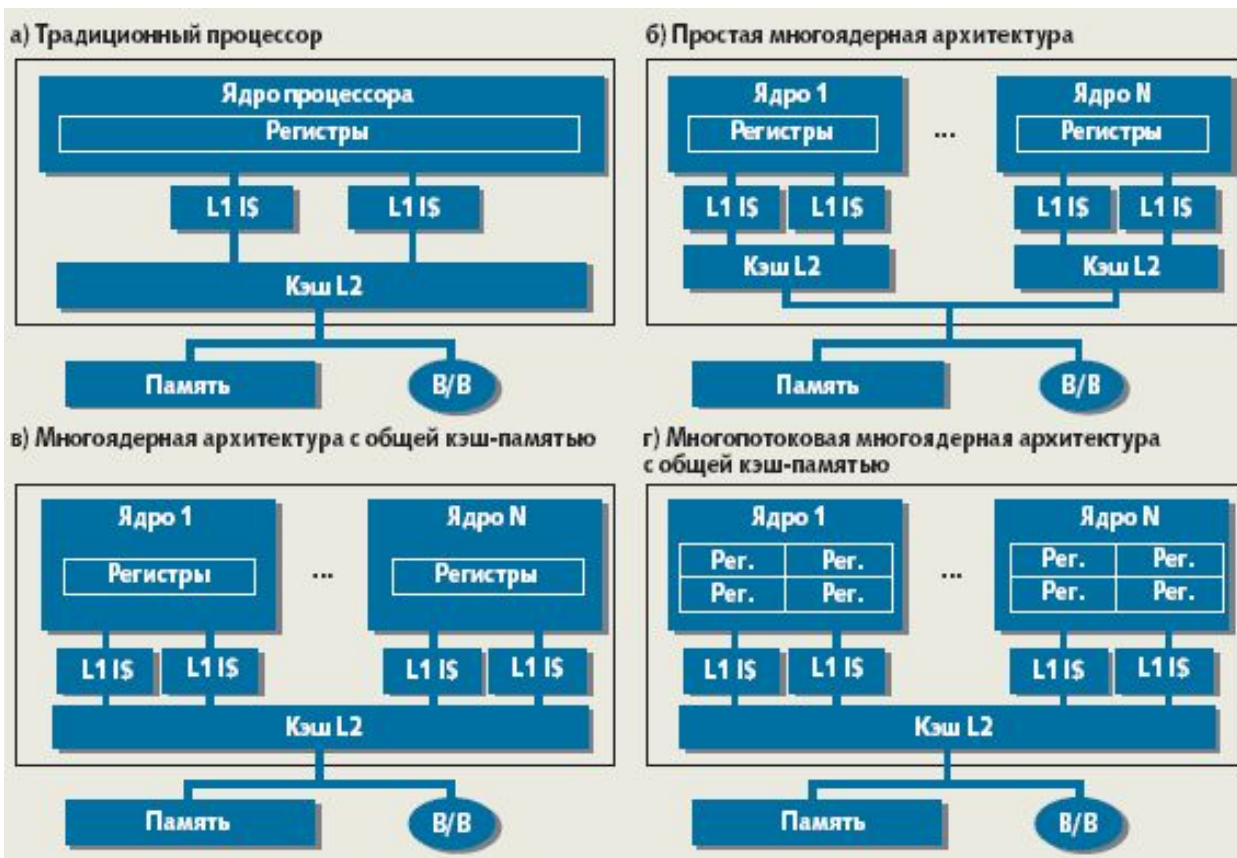 а) Традиционный процессор
Ядро процессора
Регистры
L1 I$ L1 I$
Кэш L2
Память В/В
б) Простая многоядерная архитектура
Ядро 1 ... Ядро N
Регистры Регистры
L1 I$ L1 I$ L1 I$ L1 I$
Кэш L2 Кэш L2
Память В/В
в) Многоядерная архитектура с общей кэш-памятью
Ядро 1 ... Ядро N
Регистры Регистры
L1 I$ L1 I$ L1 I$ L1 I$
Кэш L2
Память В/В
г) Многопотоковая многоядерная архитектура
с общей кэш-памятью
Ядро 1 ... Ядро N
Рег. Рег. Рег. Рег.
Рег. Рег. Рег. Рег.
L1 I$ L1 I$ L1 I$ L1 I$
Кэш L2
Память В/В